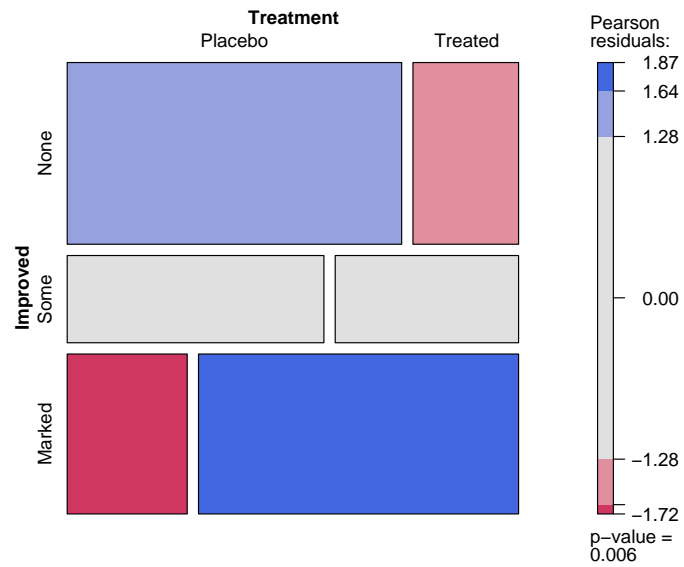 Treatment
Placebo Treated
Improved
None
Some
Marked
Pearson
residuals:
1.87
1.64
1.28
0.00
−1.28
−1.72
p−value =
0.006